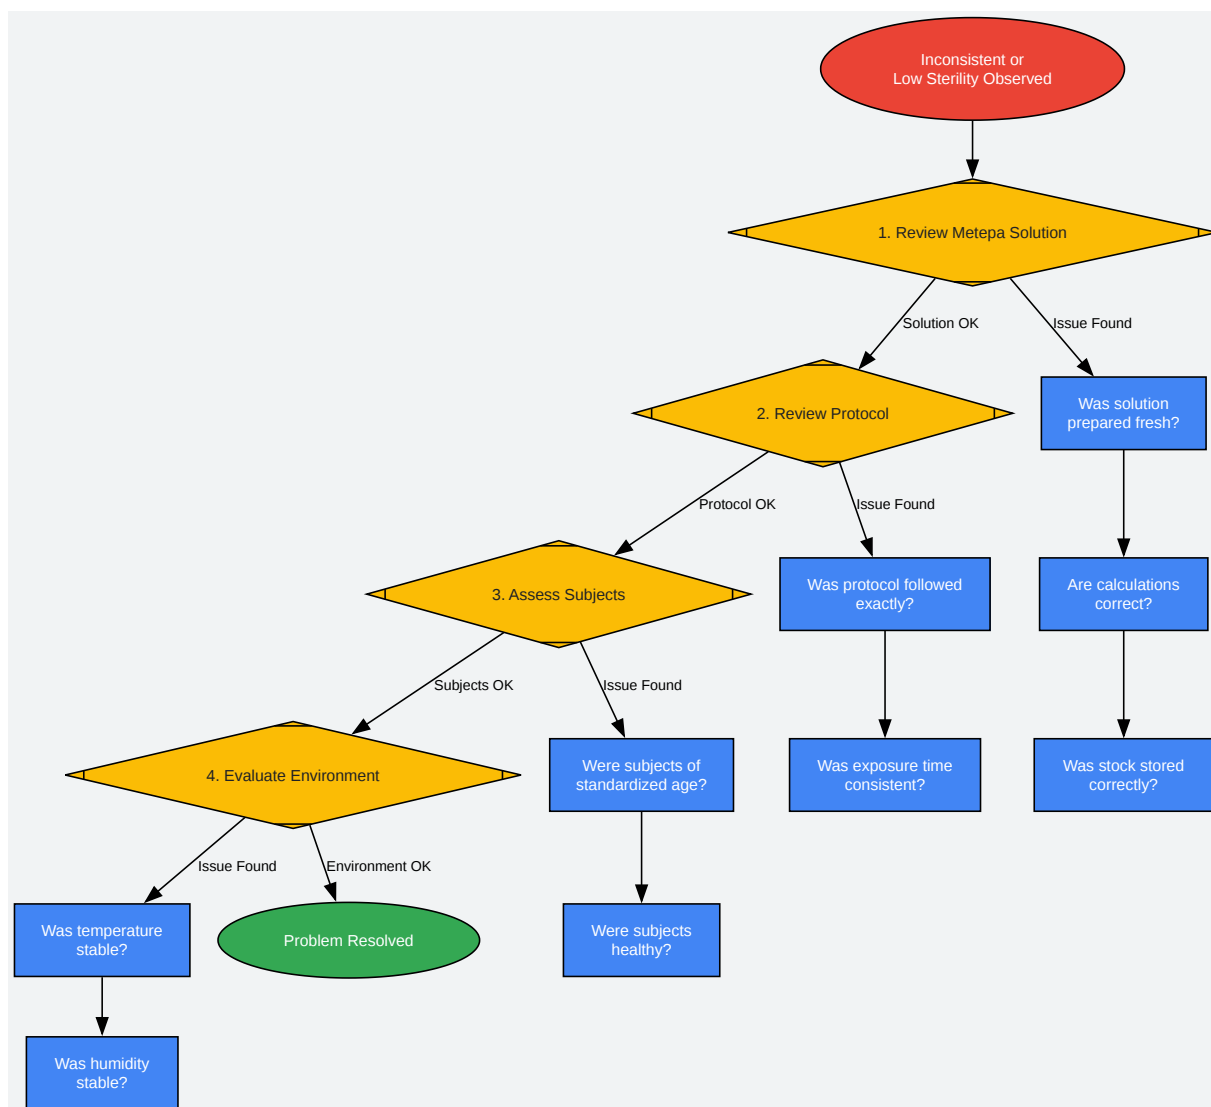 Inconsistent or
Low Sterility Observed
1. Review Metepa Solution
Solution OK
Issue Found
2. Review Protocol
Was solution
prepared fresh?
Protocol OK
Issue Found
3. Assess Subjects
Was protocol followed
exactly?
Are calculations
correct?
Subjects OK
Issue Found
4. Evaluate Environment
Were subjects of
standardized age?
Was exposure time
consistent?
Was stock stored
correctly?
Issue Found
Environment OK
Was temperature
stable?
Problem Resolved
Were subjects
healthy?
Was humidity
stable?